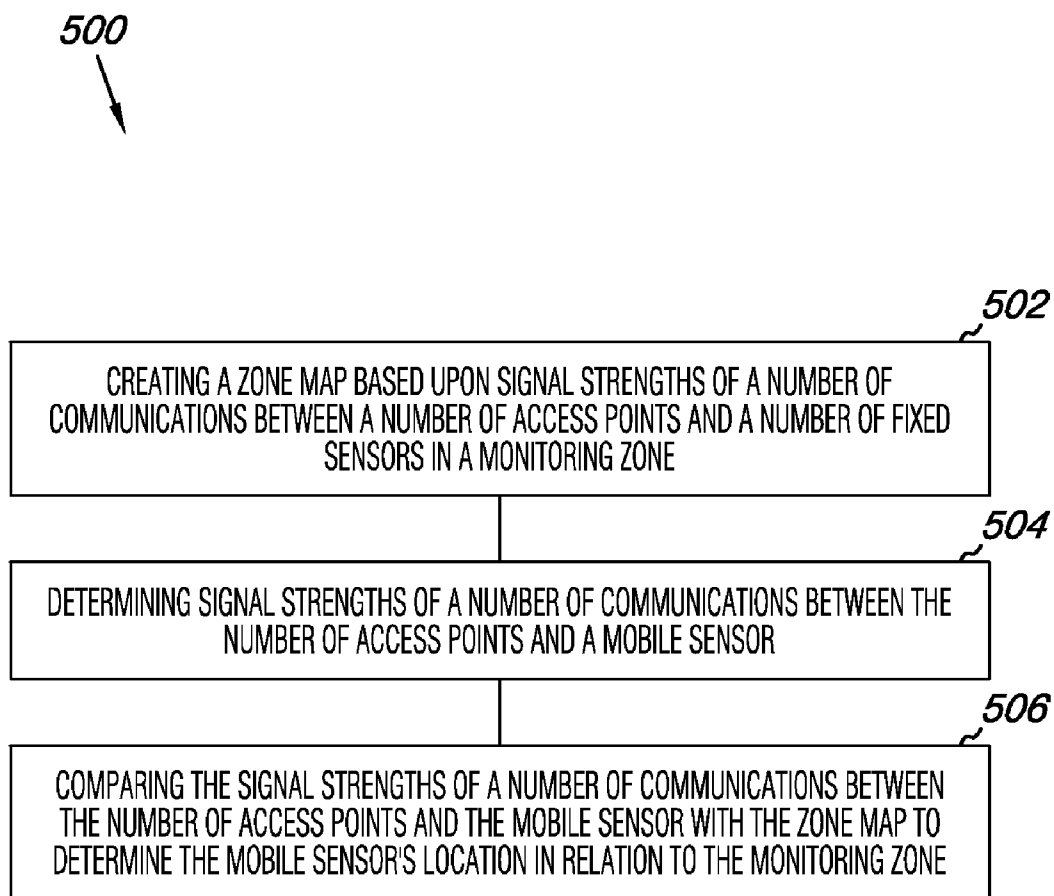 500
502
CREATING A ZONE MAP BASED UPON SIGNAL STRENGTHS OF A NUMBER OF
COMMUNICATIONS BETWEEN A NUMBER OF ACCESS POINTS AND A NUMBER OF FIXED
SENSORS IN A MONITORING ZONE
504
DETERMINING SIGNAL STRENGTHS OF A NUMBER OF COMMUNICATIONS BETWEEN THE
NUMBER OF ACCESS POINTS AND A MOBILE SENSOR
506
COMPARING THE SIGNAL STRENGTHS OF A NUMBER OF COMMUNICATIONS BETWEEN
THE NUMBER OF ACCESS POINTS AND THE MOBILE SENSOR WITH THE ZONE MAP TO
DETERMINE THE MOBILE SENSOR'S LOCATION IN RELATION TO THE MONITORING ZONE